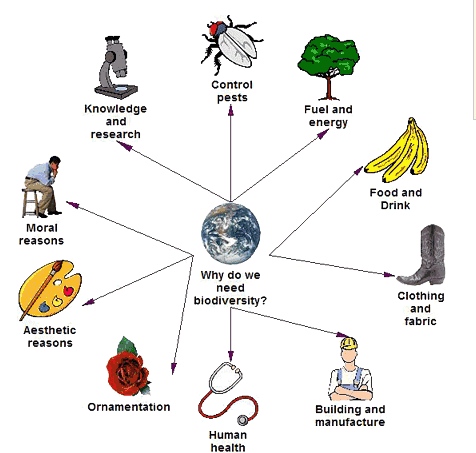 Control
pests
Fuel and
energy
Knowledge
and
research
Food and
Drink
Moral
reasons
Why do we
need
biodiversity?
Clothing
and
fabric
Aesthetic
reasons
Ornamentation
Building and
manufacture
Human
health